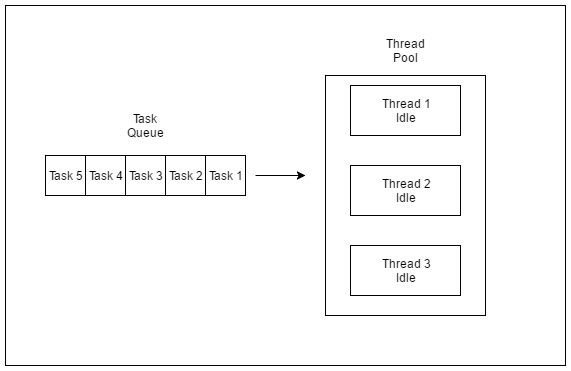 Thread
Pool
Thread 1
Idle
Task
Queue
Task 5 Task 4 Task 3 Task 2 Task 1
Thread 2
Idle
Thread 3
Idle